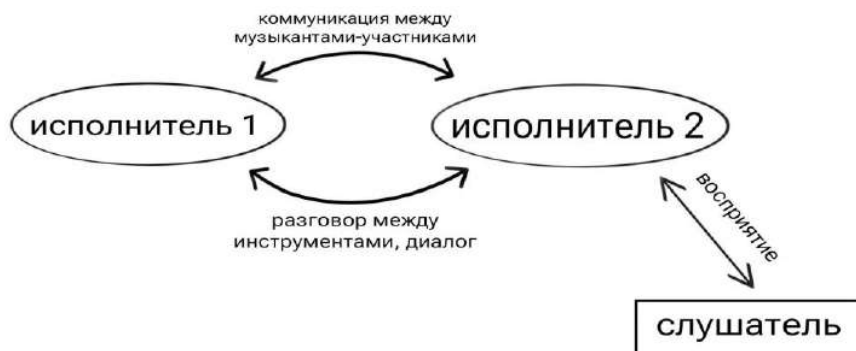 коммуникация между
музыкантами-участниками
исполнитель 1
исполнитель 2
разговор между
инструментами, диалог
восприятие
слушатель